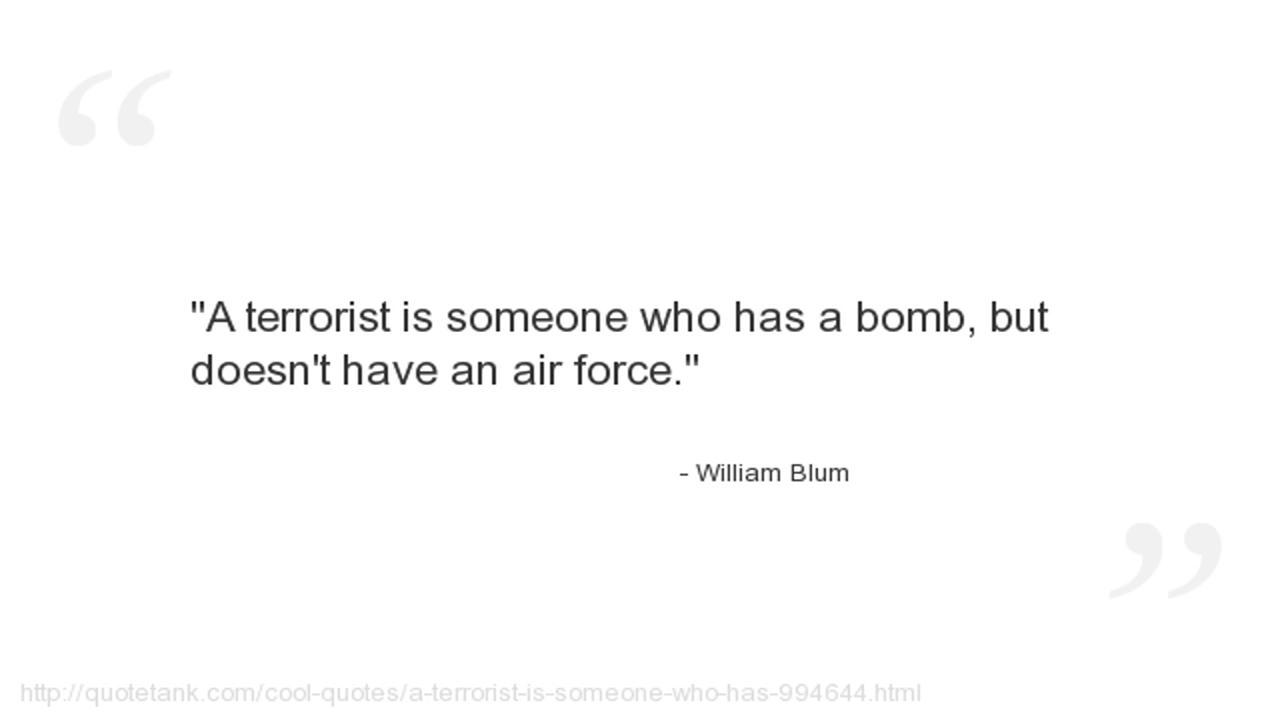 "A terrorist is someone who has a bomb, but
doesn't have an air force."
- William Blum
http://quotetank.com/cool-quotes/a-terrorist-is-someone-who-has-994644.html